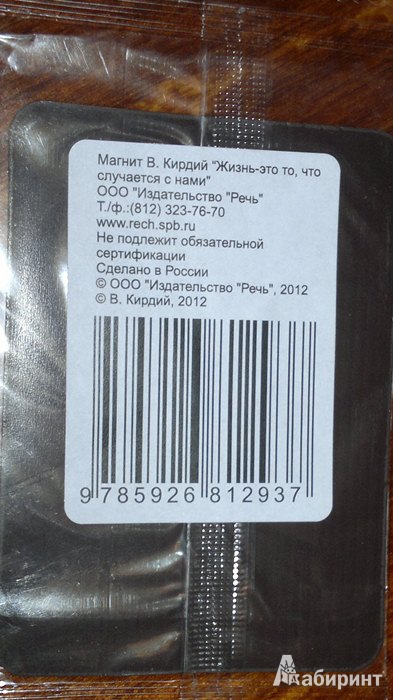 Магнит В. Кирдий "Жизнь-это то, что
случается с нами"
ООО "Издательство "Речь"
Т./ф.:(812) 323-76-70
www.rech.spb.ru
Не подлежит обязательной
сертификации
Сделано в России
© ООО "Издательство "Речь", 2012
© В. Кирдий, 2012
9 785926 812937
Лабиринт